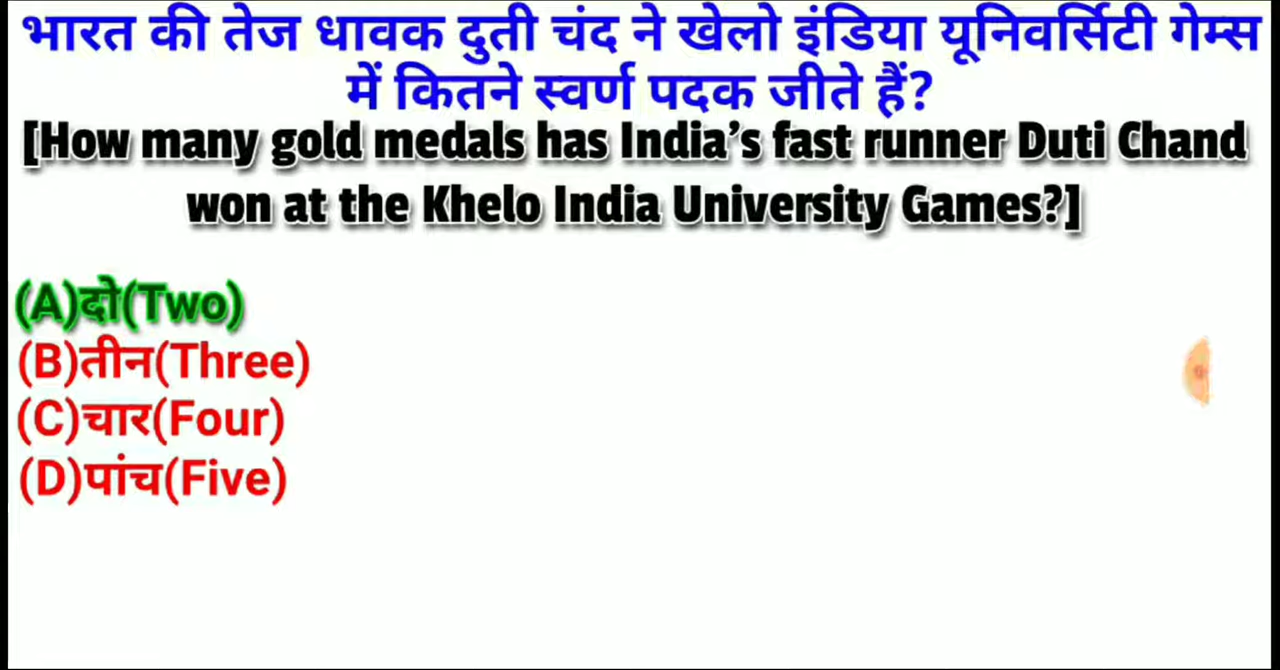 भारत की तेज धावक दुती चंद ने खेलो इंडिया यूनिवर्सिटी गेम्स
में कितने स्वर्ण पदक जीते हैं?
[How many gold medals has India’s fast runner Duti Chand
won at the Khelo India University Games?]
(A)दो(Two)
(B)तीन(Three)
(C)चार(Four)
(D)पांच(Five)